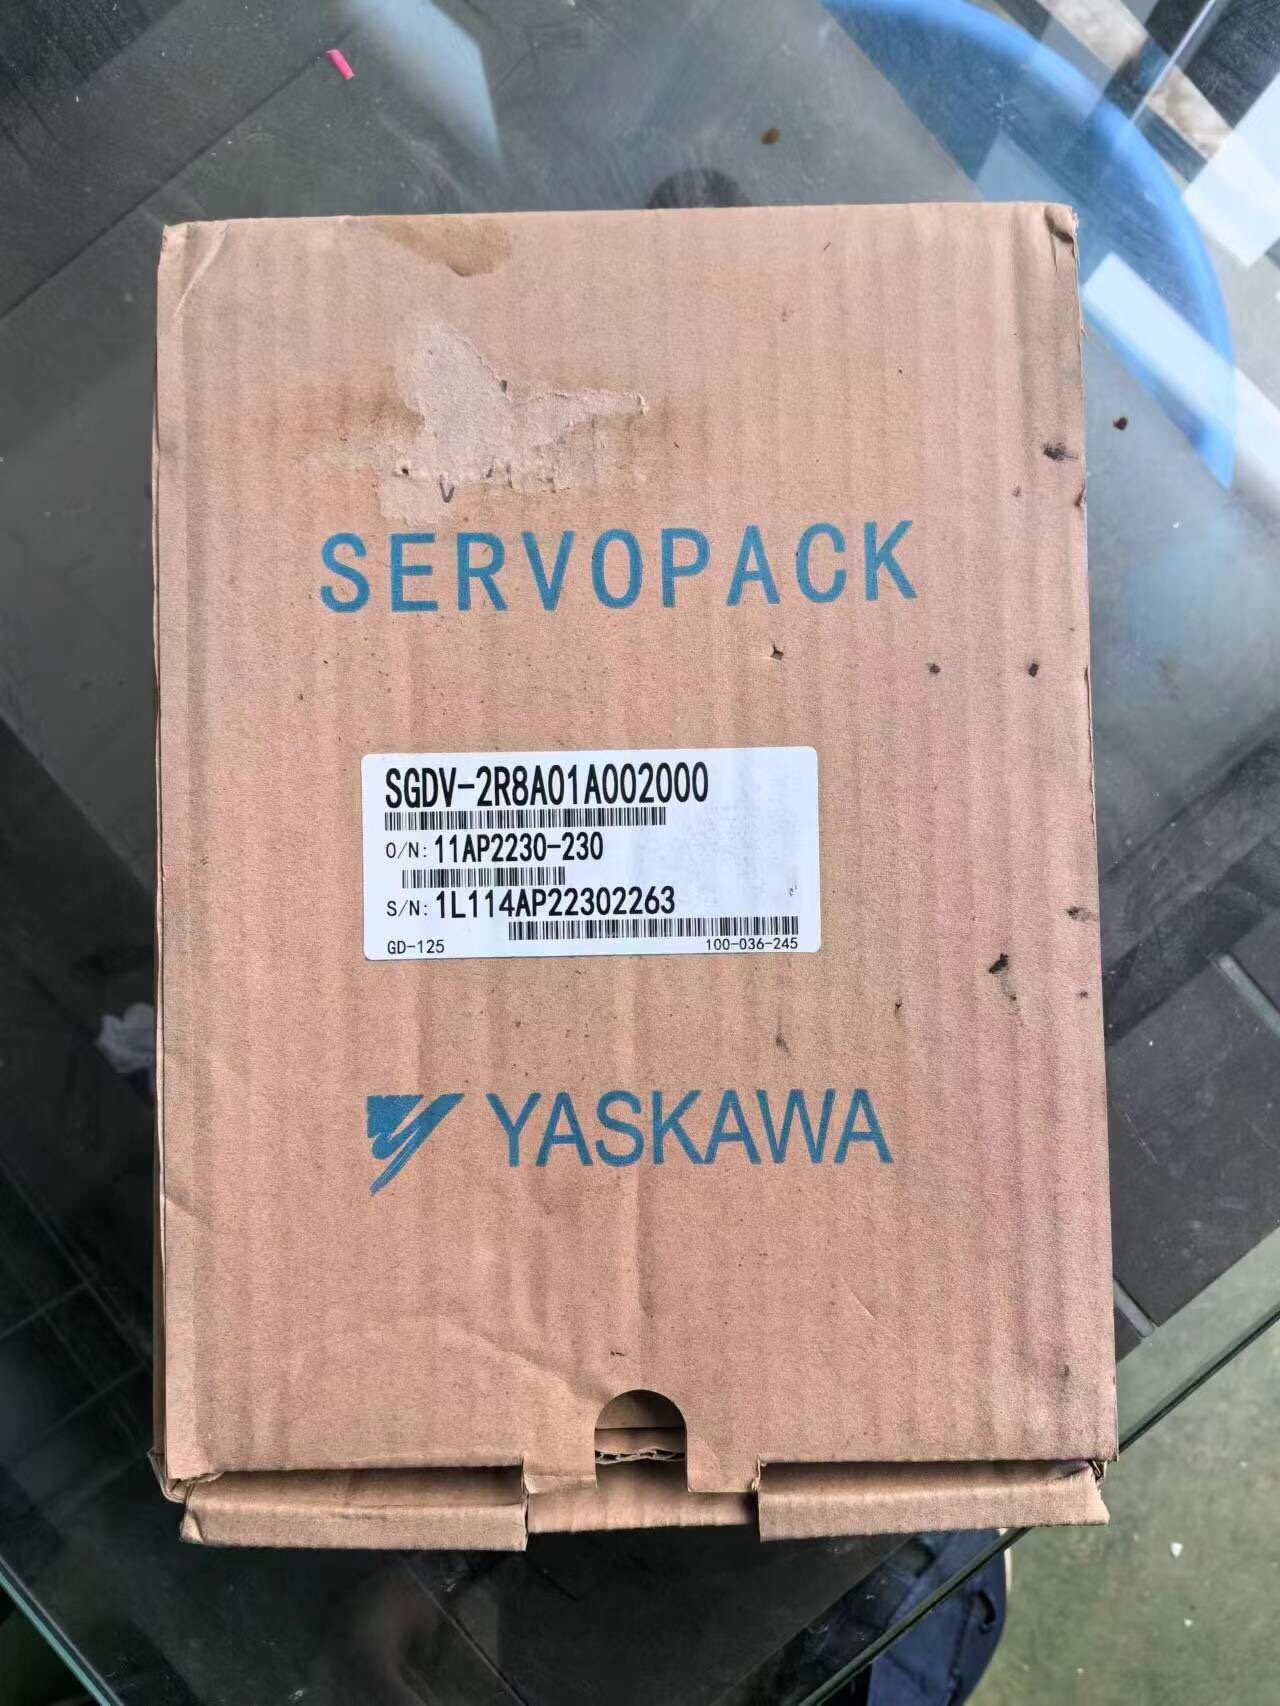 SERVOPACK
SGDV-2R8A01A002000
O/N: 11AP2230-230
S/N: 1L114AP22302263
GD-125 100-036-245
YASKAWA